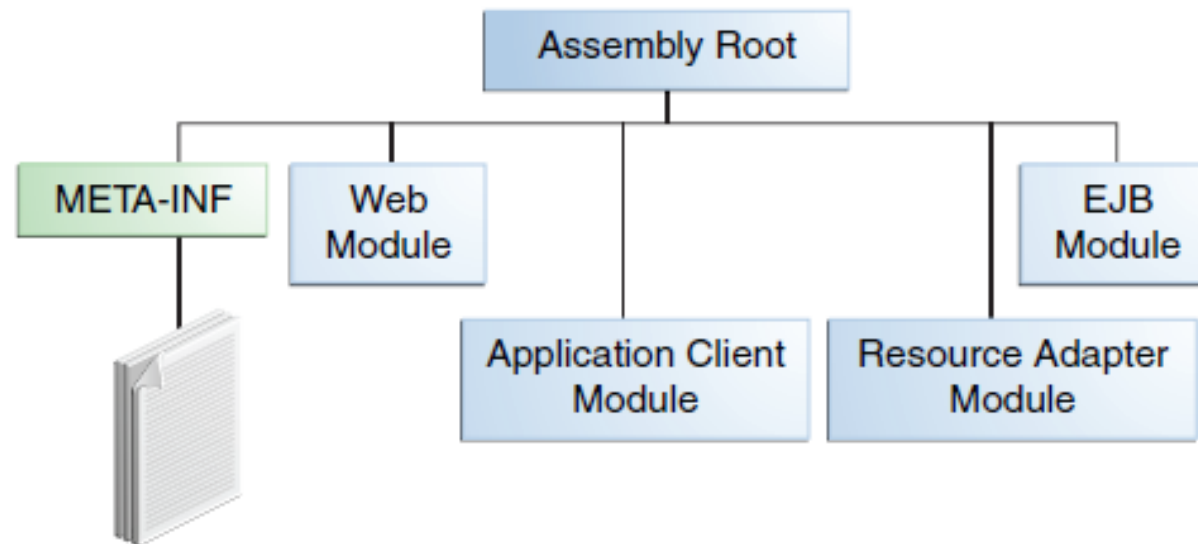 Assembly Root
META-INF
Web
Module
EJB
Module
Application Client
Module
Resource Adapter
Module